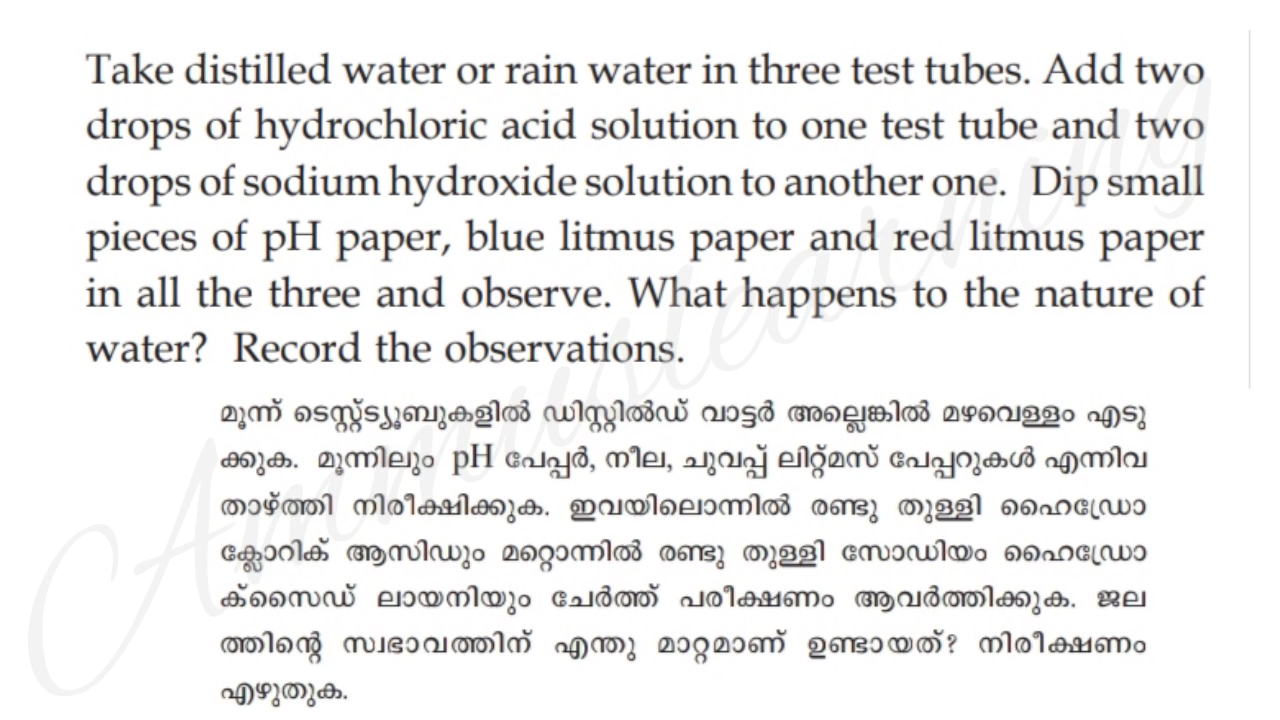 Take distilled water or rain water in three test tubes. Add two
drops of hydrochloric acid solution to one test tube and two
drops of sodium hydroxide solution to another one. Dip small
pieces of pH paper, blue litmus paper and red litmus paper
in all the three and observe. What happens to the nature of
water? Record the observations.
മൂന്ന് ടെസ്റ്റ്ട്യൂബുകളിൽ ഡിസ്റ്റിൽഡ് വാട്ടർ അല്ലെങ്കിൽ മഴവെള്ളം എടു
ക്കുക. മൂന്നിലും pH പേപ്പർ, നീല, ചുവപ്പ് ലിറ്റ്മസ് പേപ്പറുകൾ എന്നിവ
താഴ്ത്തി നിരീക്ഷിക്കുക. ഇവയിലൊന്നിൽ രണ്ടു തുള്ളി ഹൈഡ്രോ
ക്ലോറിക് ആസിഡും മറ്റൊന്നിൽ രണ്ടു തുള്ളി സോഡിയം ഹൈഡ്രോ
ക്സൈഡ് ലായനിയും ചേർത്ത് പരീക്ഷണം ആവർത്തിക്കുക. ജല
ത്തിന്റെ സ്വഭാവത്തിന് എന്തു മാറ്റമാണ് ഉണ്ടായത്? നിരീക്ഷണം
എഴുതുക.
Ammuslearning